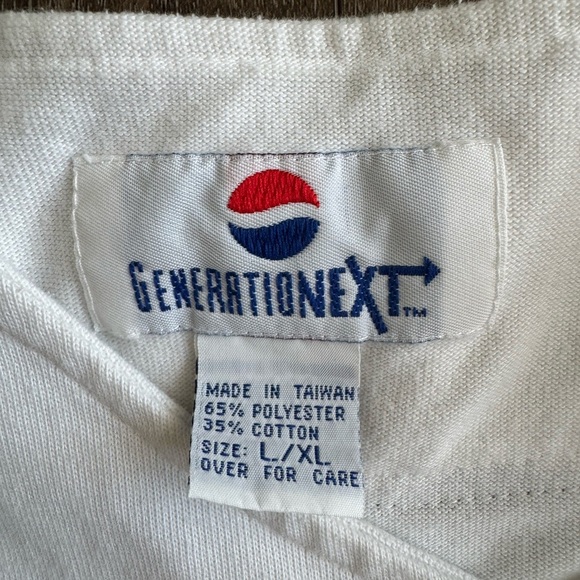 GENERATIONEXT™
MADE IN TAIWAN
65% POLYESTER
35% COTTON
SIZE: L/XL
OVER FOR CARE